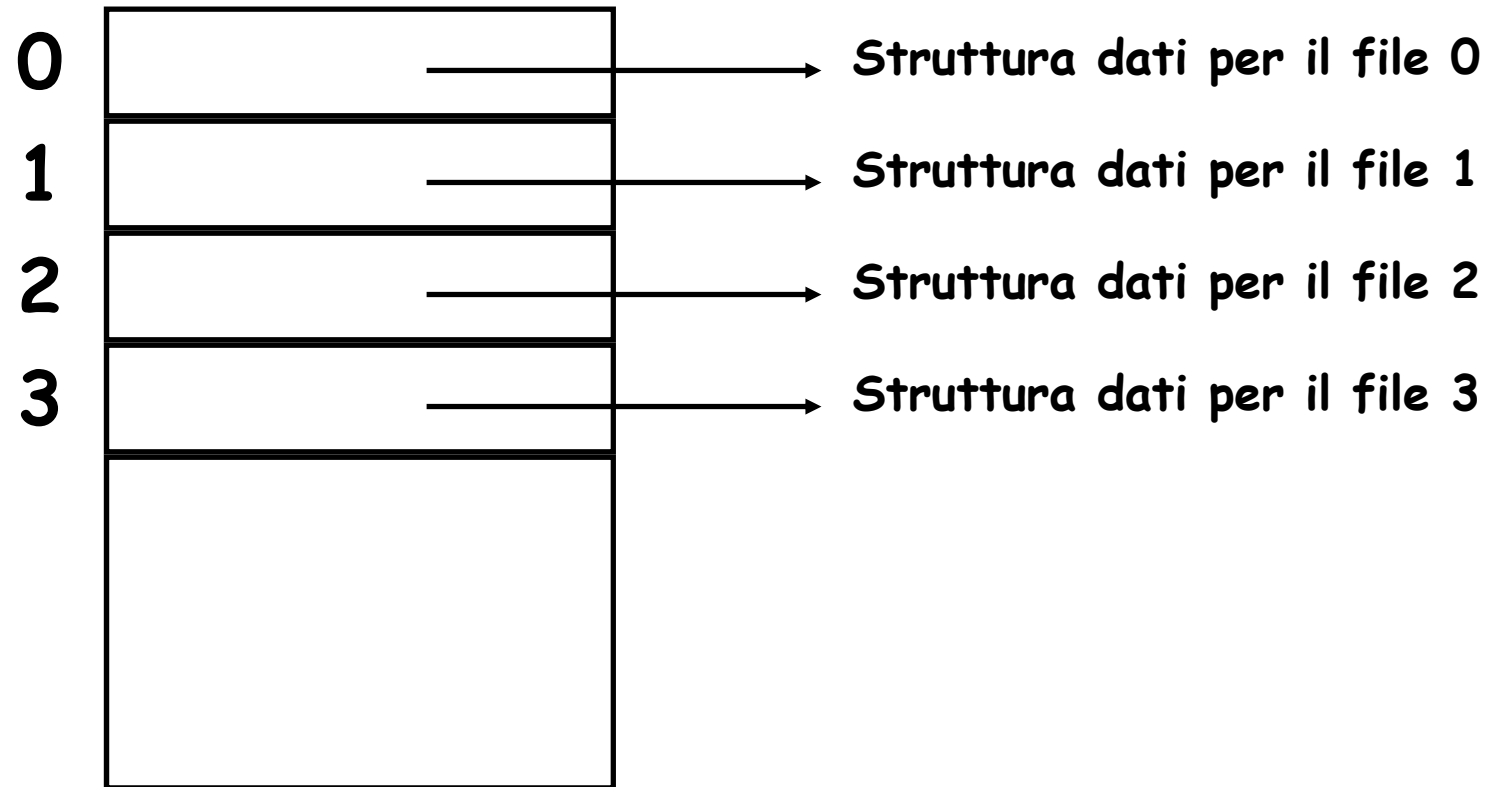 0 Struttura dati per il file 0
1 Struttura dati per il file 1
2 Struttura dati per il file 2
3 Struttura dati per il file 3